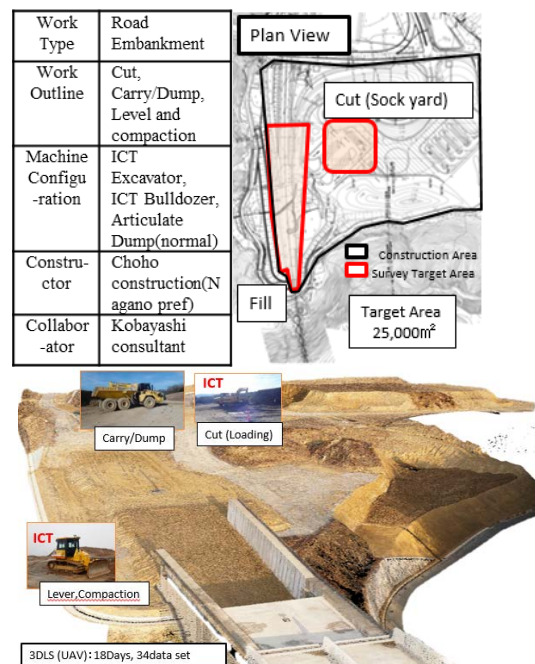 Work
Type
Road
Embankment
Work
Outline
Cut,
Carry/Dump,
Level and
compaction
Machine
Configu
-ration
ICT
Excavator,
ICT Bulldozer,
Articulate
Dump(normal)
Constru-
ctor
Choho
construction(N
agano pref)
Collabor
-ator
Kobayashi
consultant
Plan View
Cut (Sock yard)
Construction Area
Survey Target Area
Fill
Target Area
25,000㎡
ICT
Carry/Dump
Cut (Loading)
ICT
Lever,Compaction
3DLS (UAV)：18Days, 34data set